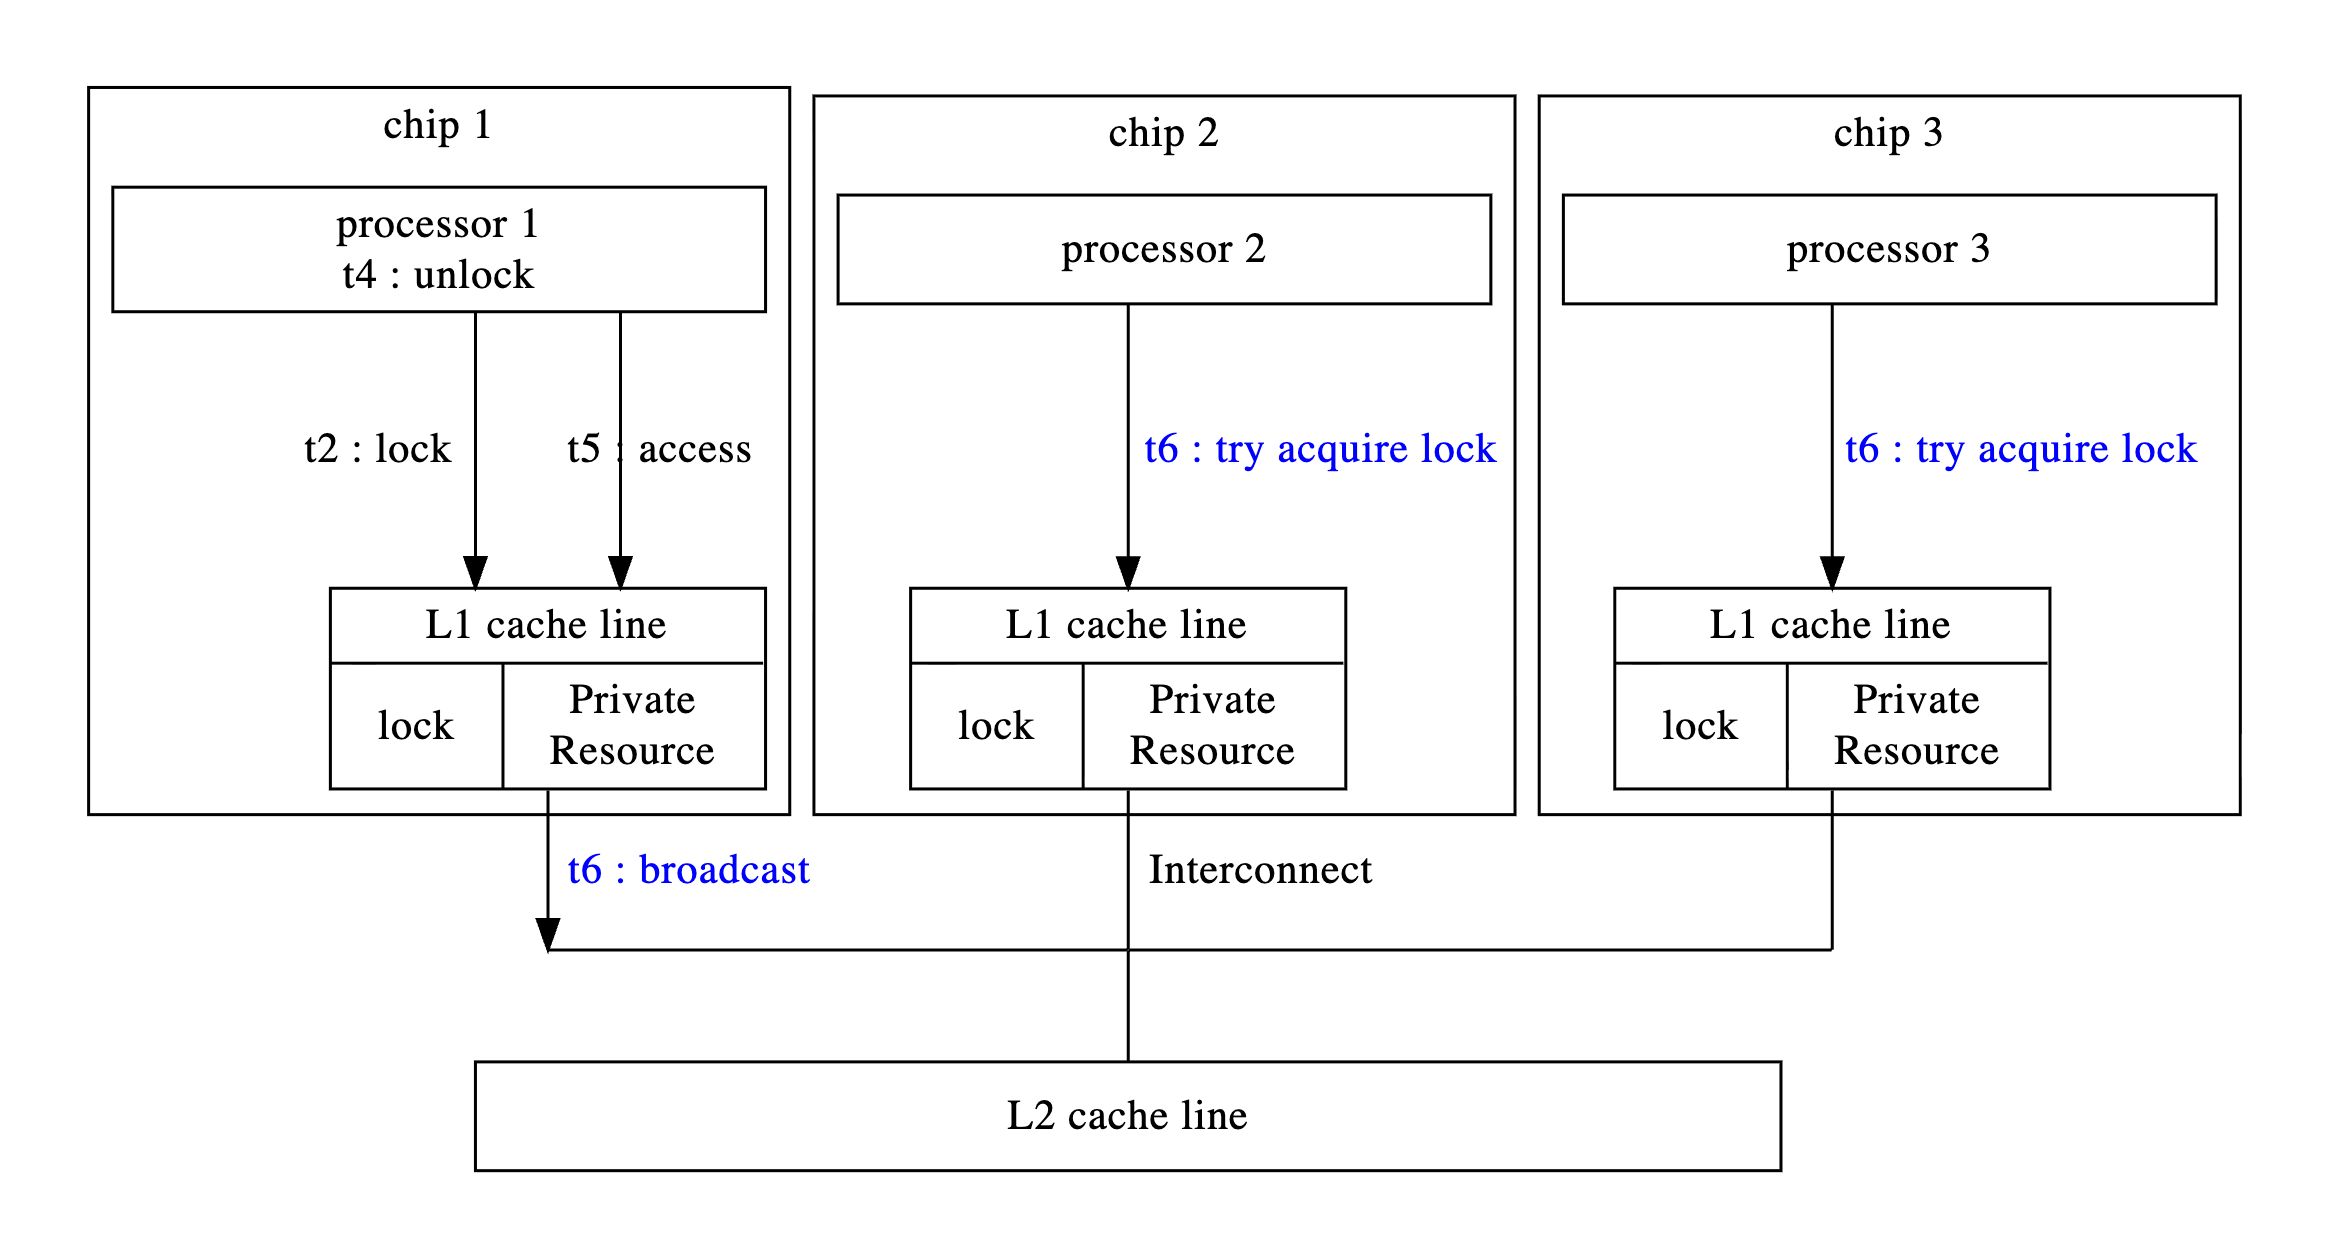 chip 1
processor 1
t4 : unlock
t2 : lock
t5 : access
L1 cache line
lock
Private
Resource
chip 2
processor 2
t6 : try acquire lock
L1 cache line
lock
Private
Resource
chip 3
processor 3
t6 : try acquire lock
L1 cache line
lock
Private
Resource
t6 : broadcast
Interconnect
L2 cache line